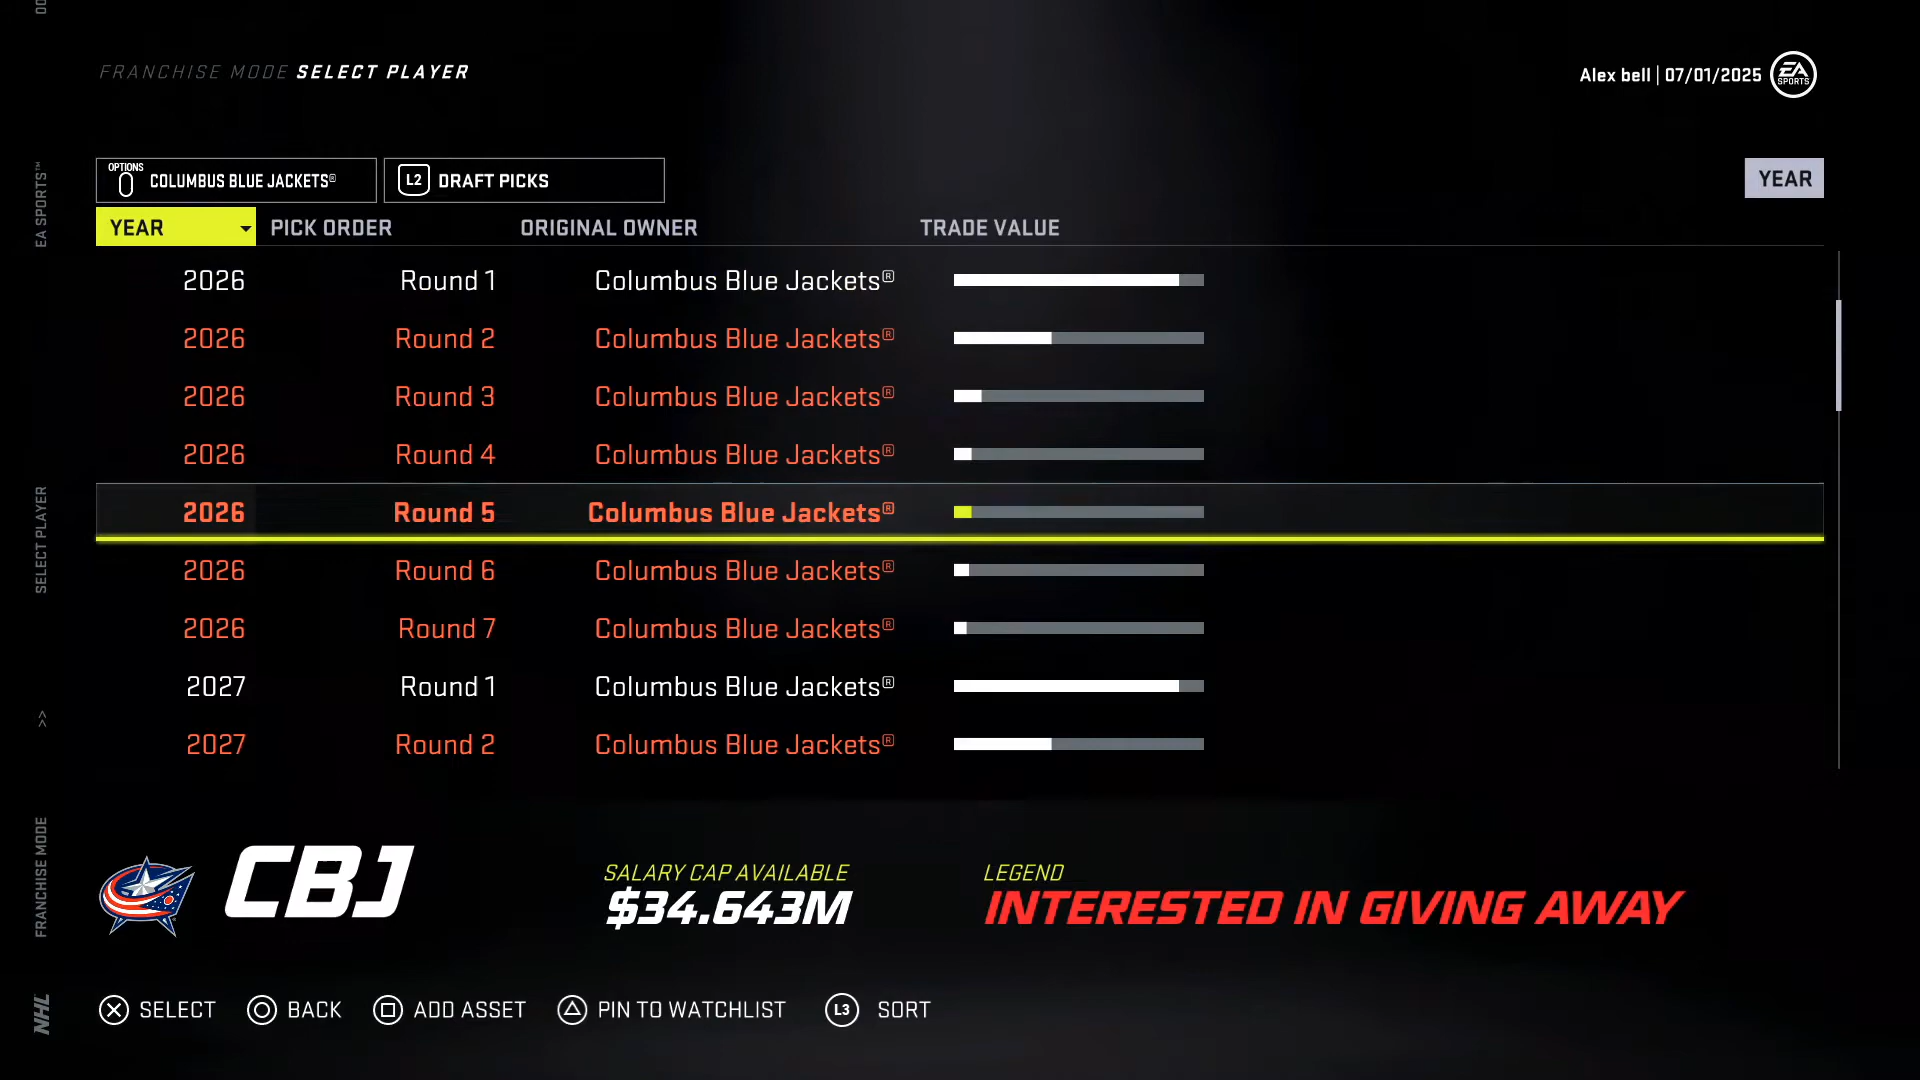 FRANCHISE MODE SELECT PLAYER
Alex bell | 07/01/2025
EA SPORTS
OPTIONS
COLUMBUS BLUE JACKETS®
L2 DRAFT PICKS
YEAR
YEAR PICK ORDER ORIGINAL OWNER TRADE VALUE
2026 Round 1 Columbus Blue Jackets®
2026 Round 2 Columbus Blue Jackets®
2026 Round 3 Columbus Blue Jackets®
2026 Round 4 Columbus Blue Jackets®
2026 Round 5 Columbus Blue Jackets®
2026 Round 6 Columbus Blue Jackets®
2026 Round 7 Columbus Blue Jackets®
2027 Round 1 Columbus Blue Jackets®
2027 Round 2 Columbus Blue Jackets®
CBJ
SALARY CAP AVAILABLE
$34.643M
LEGEND
INTERESTED IN GIVING AWAY
SELECT BACK ADD ASSET PIN TO WATCHLIST L3 SORT
NHL FRANCHISE MODE >> SELECT PLAYER EA SPORTS™